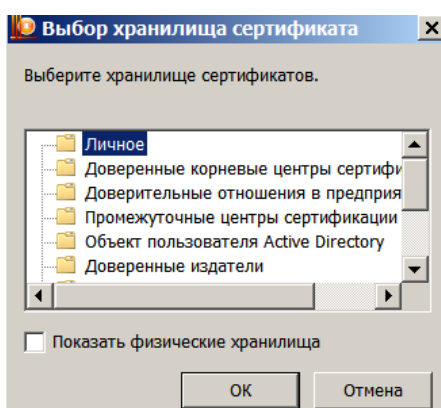 Выбор хранилища сертификата
Выберите хранилище сертификатов.
Личное
Доверенные корневые центры сертифи
Доверительные отношения в предприя
Промежуточные центры сертификации
Объект пользователя Active Directory
Доверенные издатели
Показать физические хранилища
ОК
Отмена